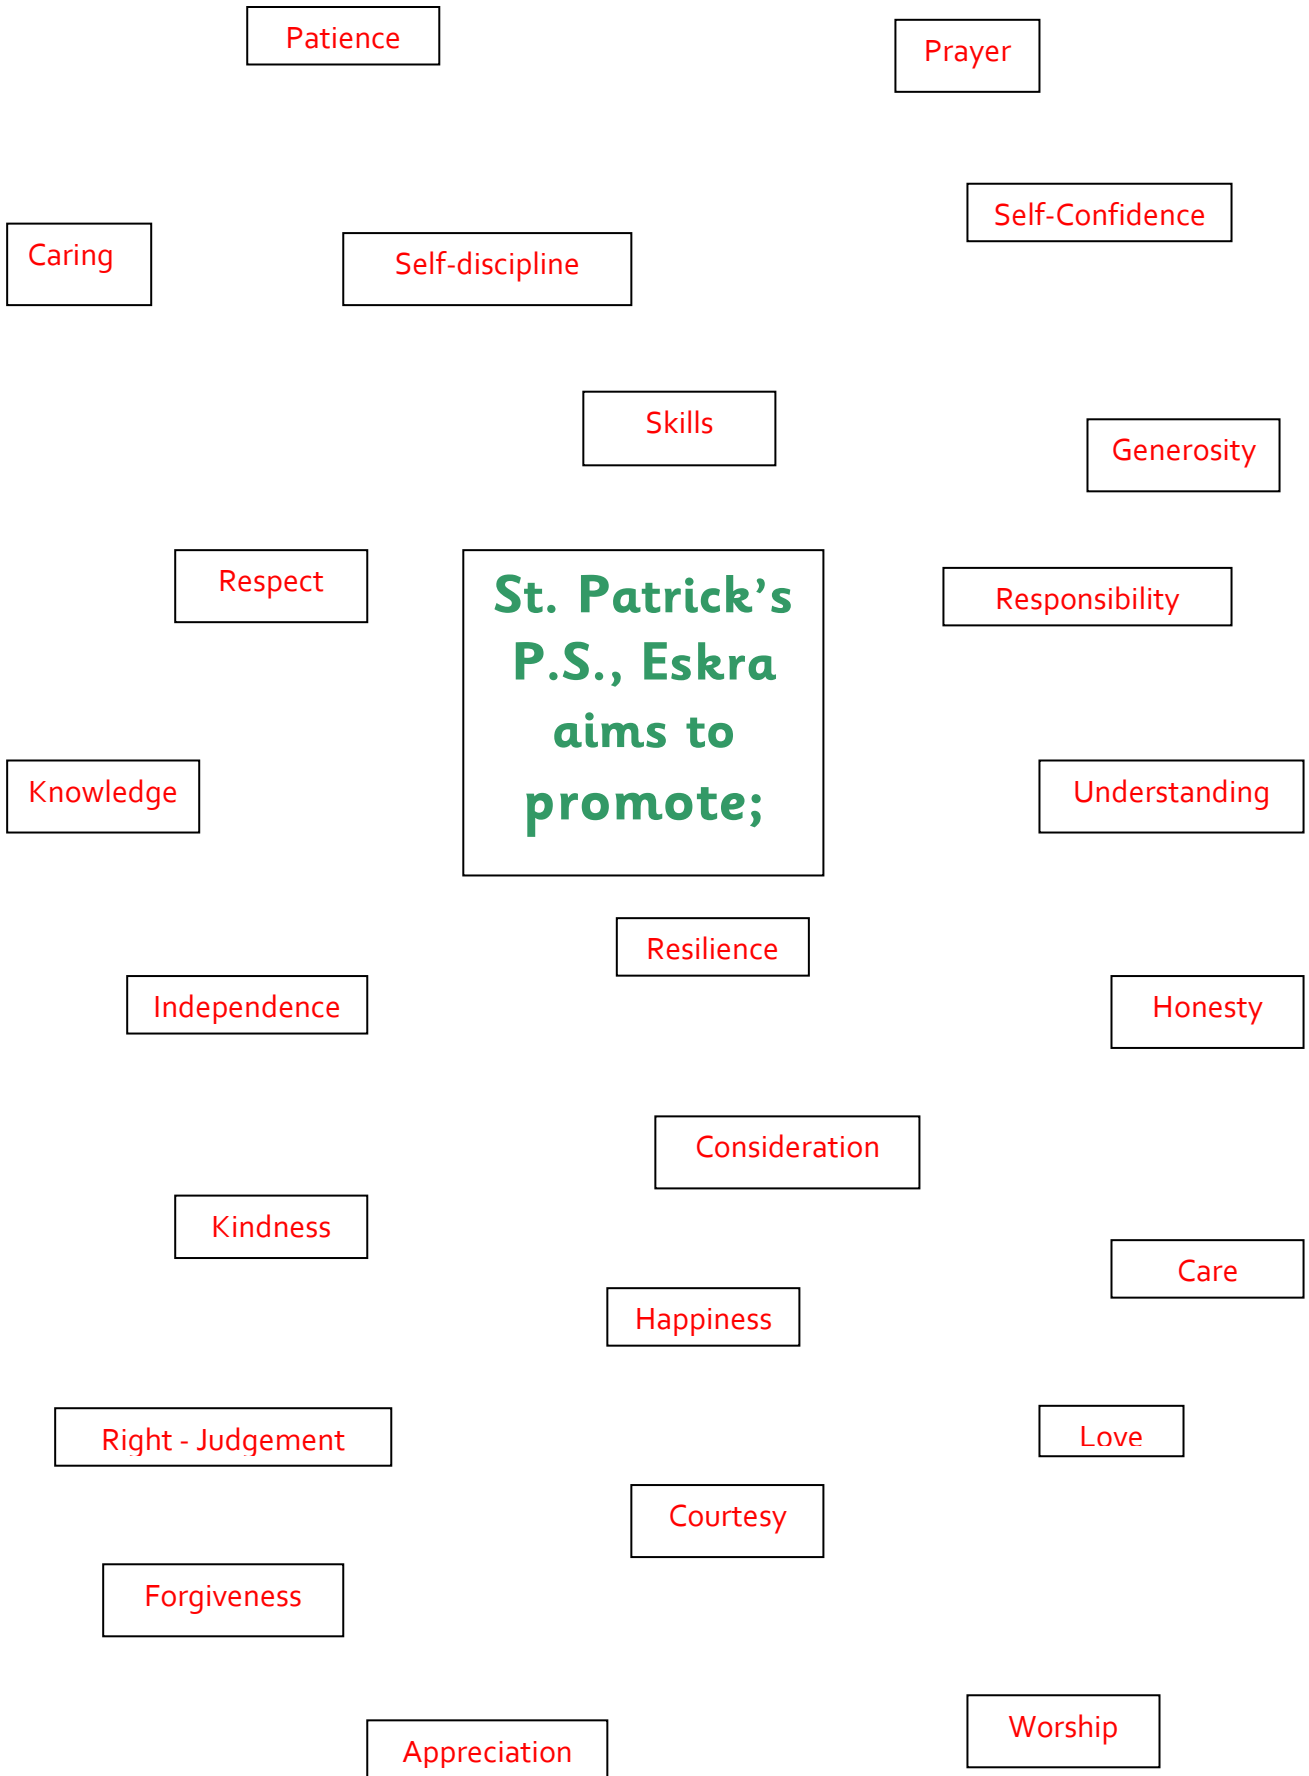 Patience
Prayer
Self-Confidence
Caring
Self-discipline
Skills
Generosity
Respect
St. Patrick’s
P.S., Eskra
aims to
promote;
Responsibility
Knowledge
Understanding
Resilience
Independence
Honesty
Consideration
Kindness
Care
Happiness
Right - Judgement
Love
Courtesy
Forgiveness
Worship
Appreciation